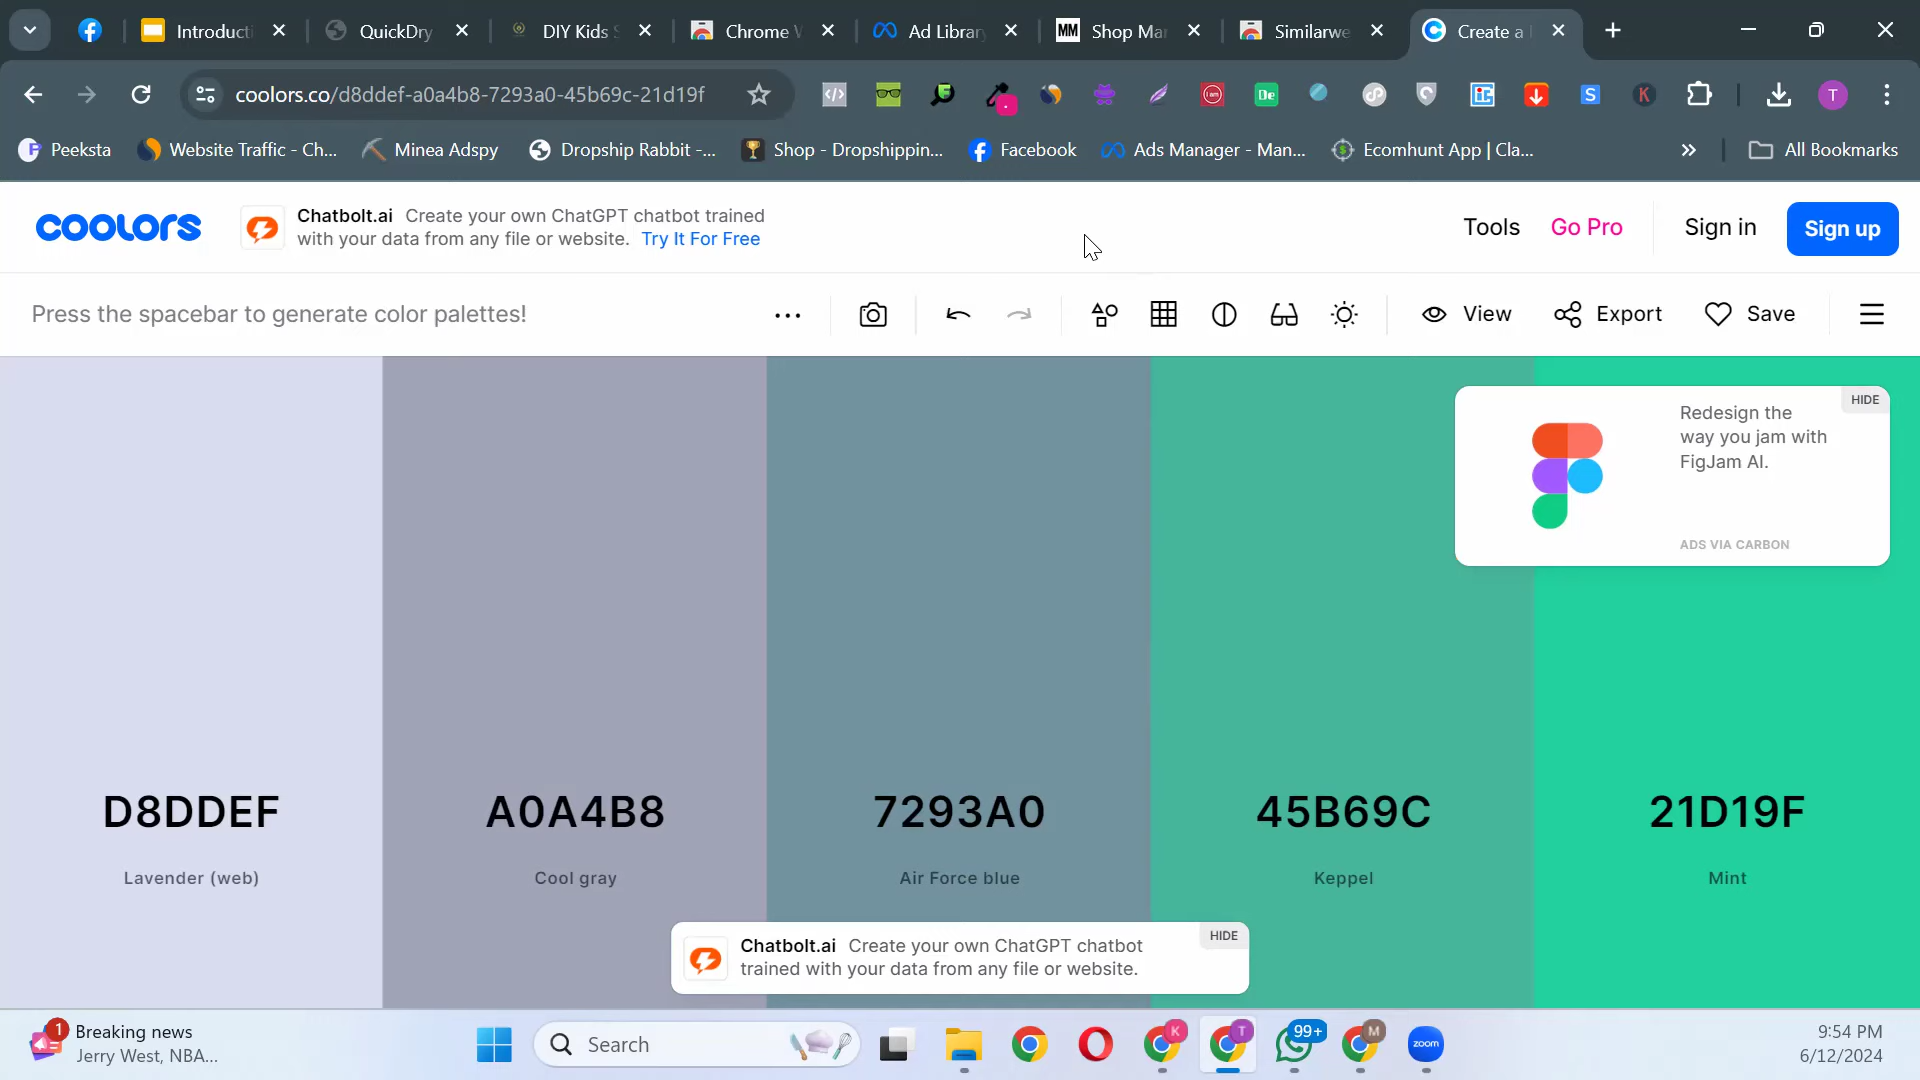 Introducti
QuickDry
DIY Kids S
Chrome W
Ad Library
Shop Mar
Similarwe
Create a
coolors.co/d8ddef-a0a4b8-7293a0-45b69c-21d19f
T
Peeksta
Website Traffic - Ch...
Minea Adspy
Dropship Rabbit -...
Shop - Dropshippin...
Facebook
Ads Manager - Man...
Ecomhunt App | Cla...
All Bookmarks
coolors
Chatbolt.ai Create your own ChatGPT chatbot trained
with your data from any file or website. Try It For Free
Tools
Go Pro
Sign in
Sign up
Press the spacebar to generate color palettes!
View
Export
Save
HIDE
Redesign the
way you jam with
FigJam AI.
ADS VIA CARBON
D8DDEF
A0A4B8
7293A0
45B69C
21D19F
Lavender (web)
Cool gray
Air Force blue
Keppel
Mint
Chatbolt.ai Create your own ChatGPT chatbot
trained with your data from any file or website.
HIDE
1
Breaking news
Jerry West, NBA...
Search
K
T
99+
M
zoom
9:54 PM
6/12/2024